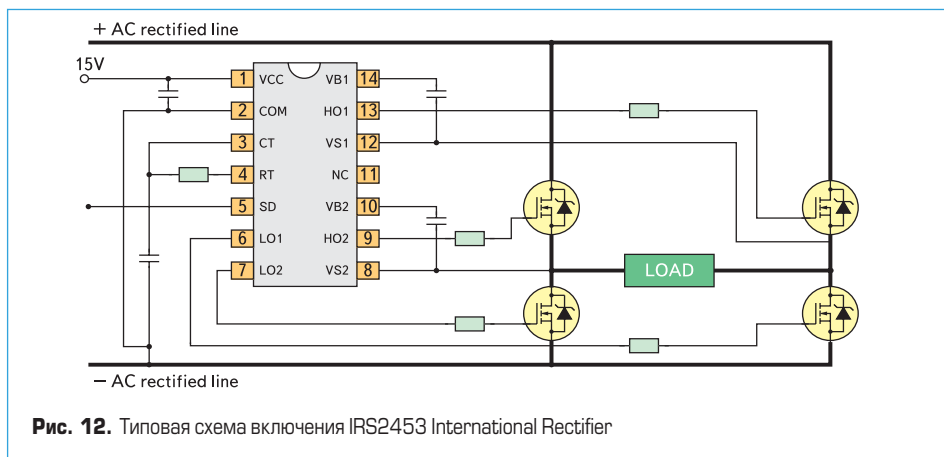 + AC rectified line
15V
1 VCC VB1 14
2 COM HO1 13
3 CT VS1 12
4 RT NC 11
5 SD VB2 10
6 LO1 HO2 9
7 LO2 VS2 8
LOAD
− AC rectified line
Рис. 12. Типовая схема включения IRS2453 International Rectifier